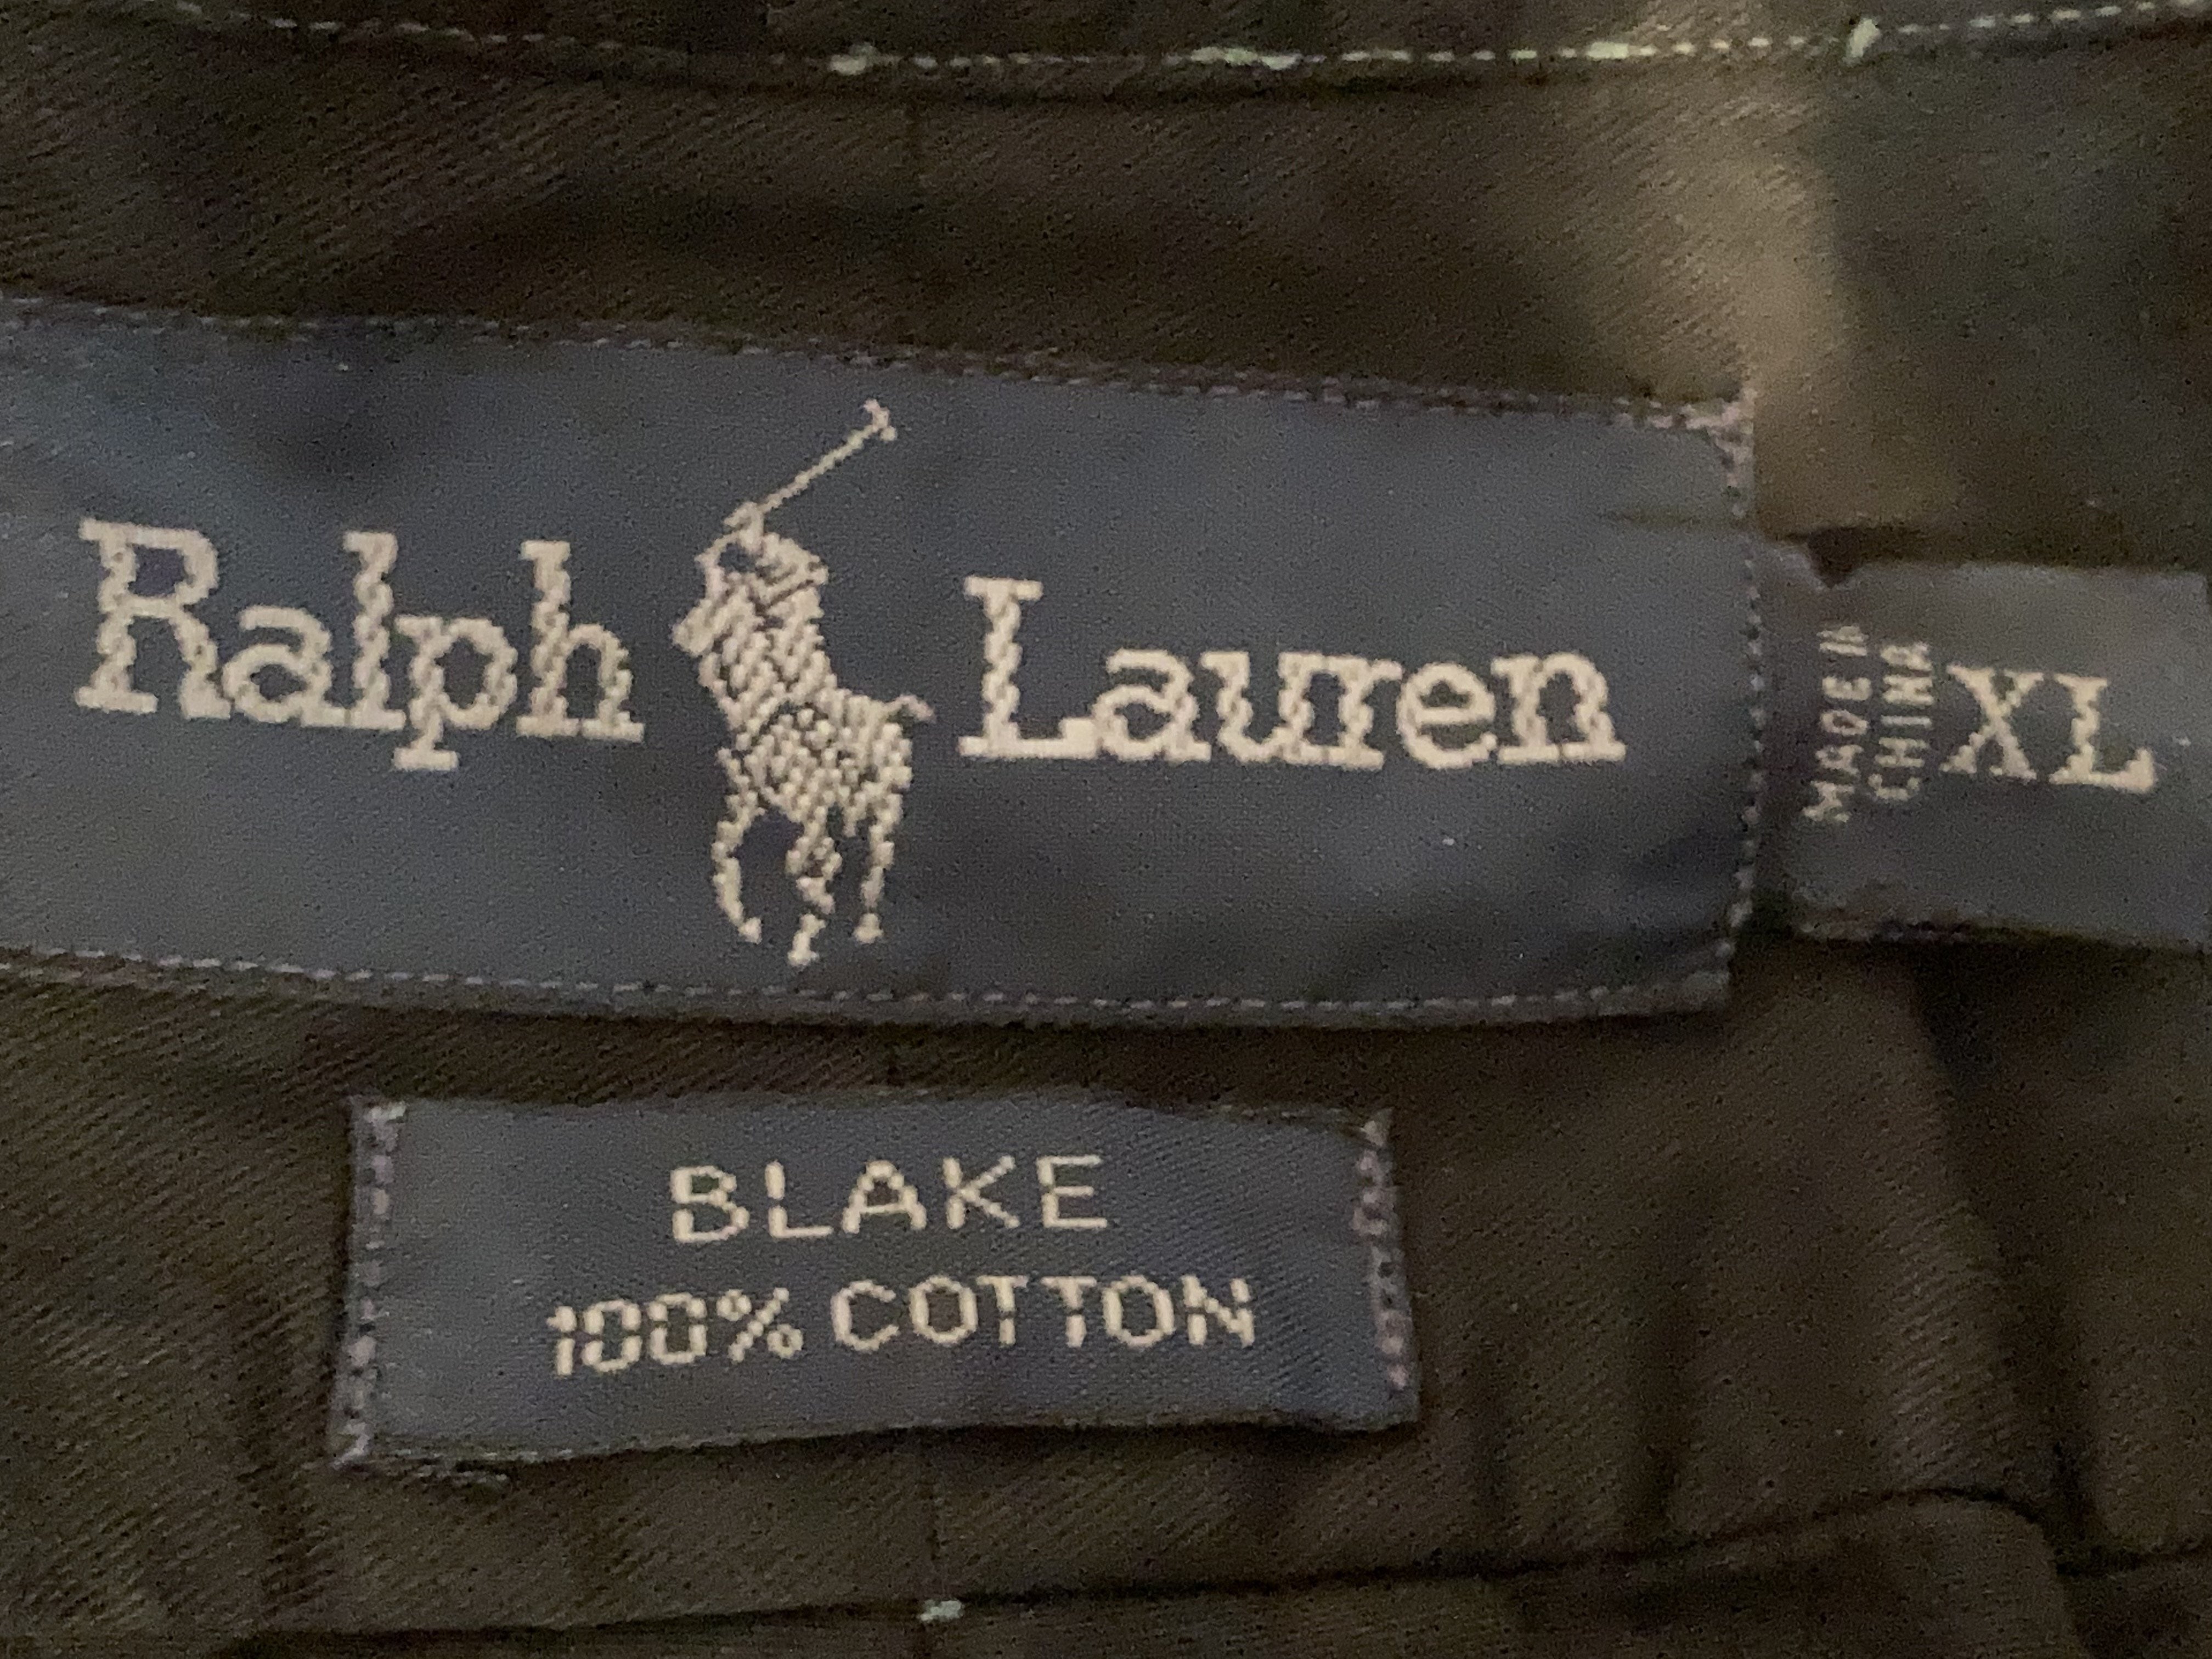 Ralph Lauren
MADE IN
CHINA
XL
BLAKE
100% COTTON